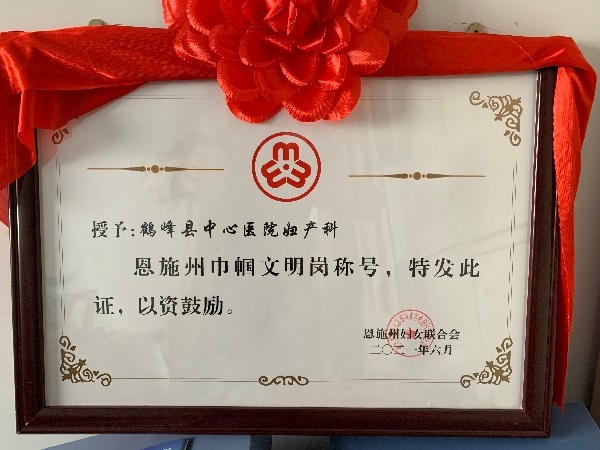 授予：鹤峰县中心医院妇产科
恩施州巾帼文明岗称号，特发此
证，以资鼓励。
恩施州妇女联合会
二〇二一年六月